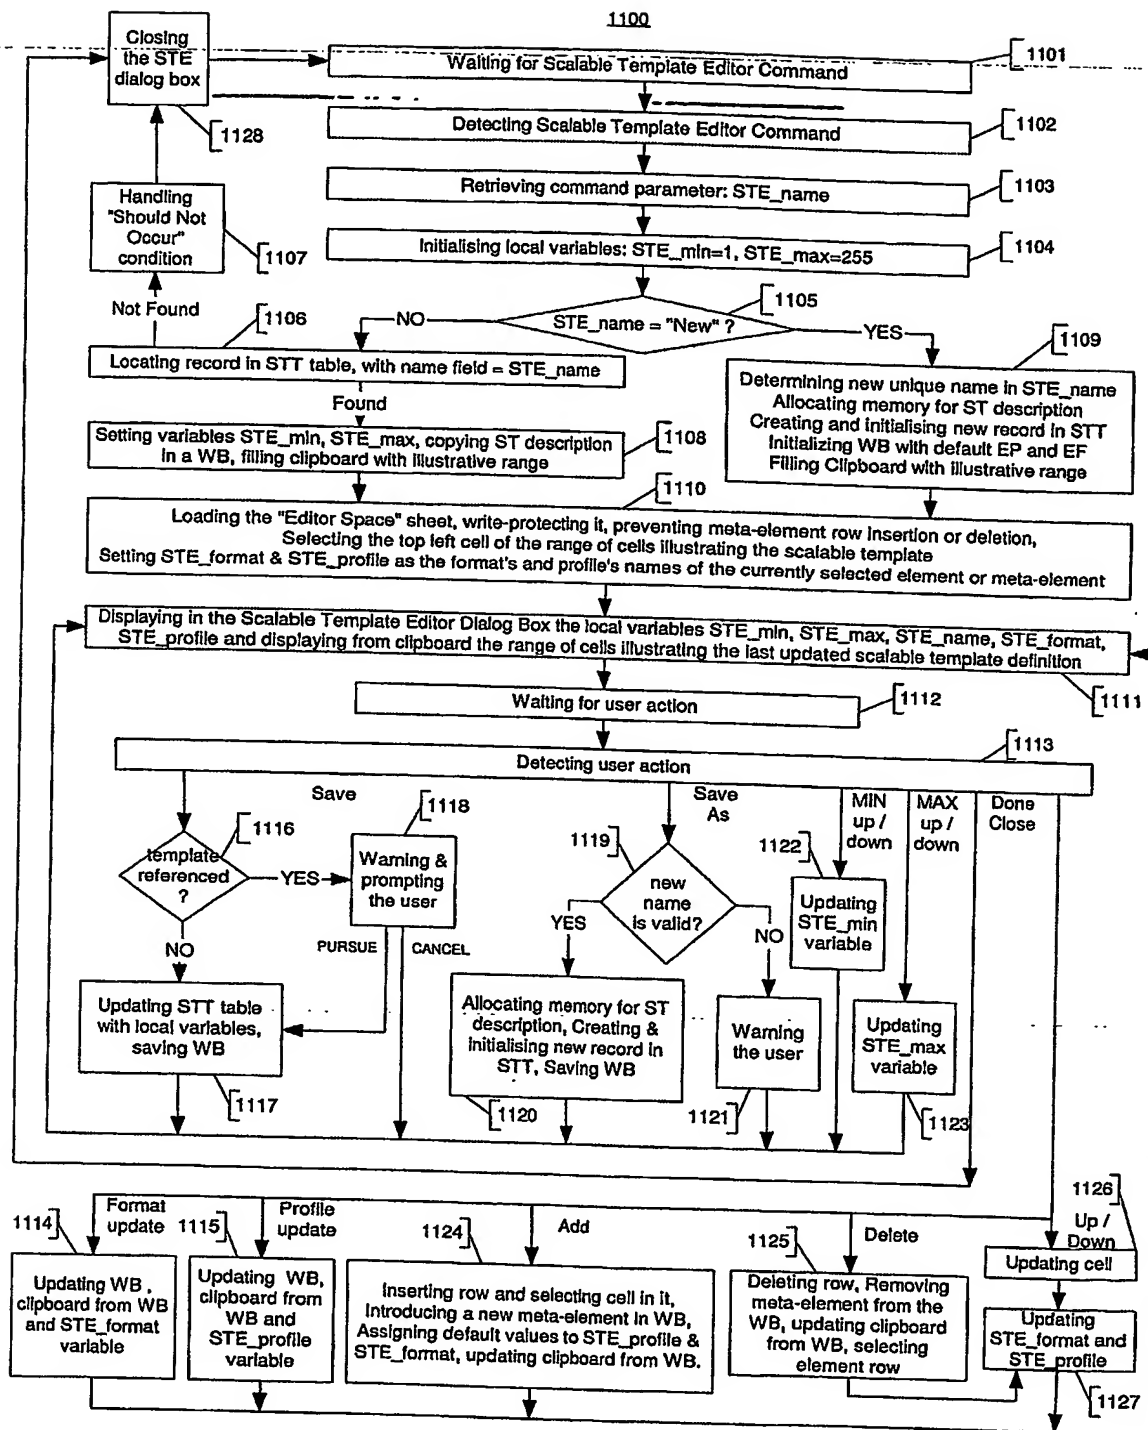 1100
Closing
the STE
dialog box
1128
Waiting for Scalable Template Editor Command
1101
Detecting Scalable Template Editor Command
1102
Retrieving command parameter: STE_name
1103
Initialising local variables: STE_min=1, STE_max=255
1104
Handling
"Should Not
Occur"
condition
1107
Not Found
1106
NO
STE_name = "New" ?
1105
YES
1109
Locating record in STT table, with name field = STE_name
Found
Setting variables STE_min, STE_max, copying ST description
in a WB, filling clipboard with illustrative range
1108
Determining new unique name in STE_name
Allocating memory for ST description
Creating and initialising new record in STT
Initializing WB with default EP and EF
Filling Clipboard with illustrative range
1110
Loading the "Editor Space" sheet, write-protecting it, preventing meta-element row insertion or deletion,
Selecting the top left cell of the range of cells illustrating the scalable template
Setting STE_format & STE_profile as the format's and profile's names of the currently selected element or meta-element
Displaying in the Scalable Template Editor Dialog Box the local variables STE_min, STE_max, STE_name, STE_format,
STE_profile and displaying from clipboard the range of cells illustrating the last updated scalable template definition
1111
Waiting for user action
1112
Detecting user action
1113
Save
Save
As
MIN
up /
down
MAX
up /
down
Done
Close
1116
template
referenced
?
YES
NO
1118
Warning &
prompting
the user
PURSUE
CANCEL
1119
new
name
is valid?
YES
NO
1122
Updating
STE_min
variable
Updating STT table
with local variables,
saving WB
1117
Allocating memory for ST
description, Creating &
Initialising new record in
STT, Saving WB
1120
Warning
the user
1121
Updating
STE_max
variable
1123
1114
Format
update
1115
Profile
update
1124
Add
1125
Delete
1126
Up /
Down
Updating WB,
clipboard from WB
and STE_format
variable
Updating WB,
clipboard from
WB and
STE_profile
variable
Inserting row and selecting cell in it,
Introducing a new meta-element in WB,
Assigning default values to STE_profile &
STE_format, updating clipboard from WB.
Deleting row, Removing
meta-element from the
WB, updating clipboard
from WB, selecting
element row
Updating cell
Updating
STE_format and
STE_profile
1127